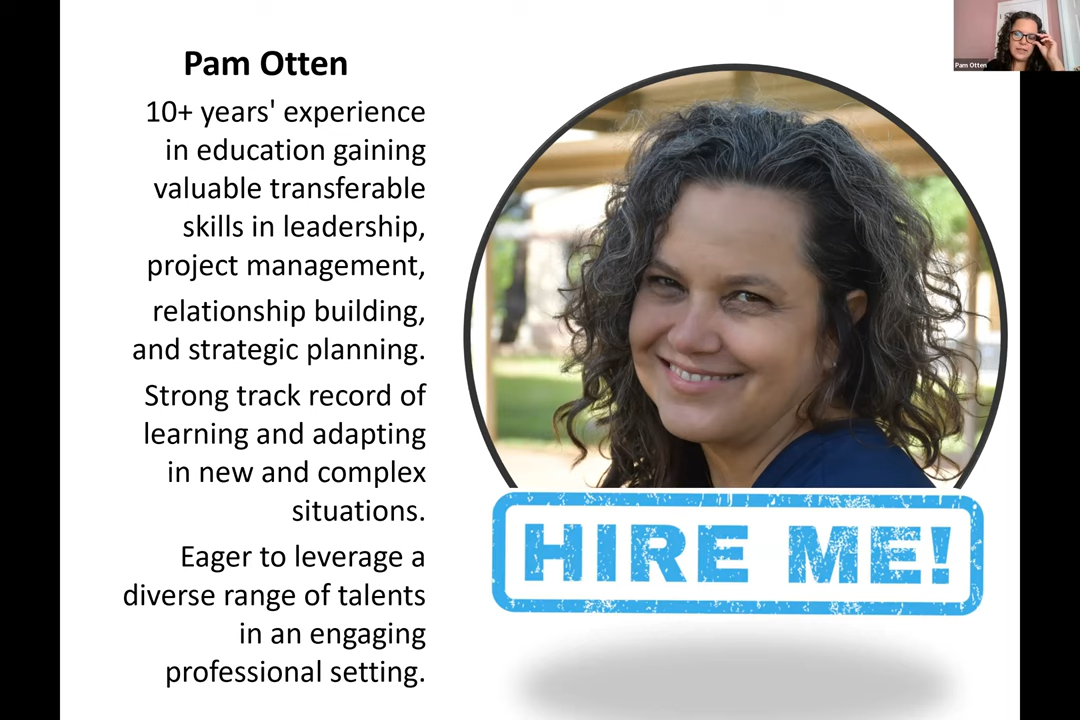 Pam Otten
10+ years' experience
in education gaining
valuable transferable
skills in leadership,
project management,
relationship building,
and strategic planning.
Strong track record of
learning and adapting
in new and complex
situations.
Eager to leverage a
diverse range of talents
in an engaging
professional setting.
HIRE ME!
Pam Otten